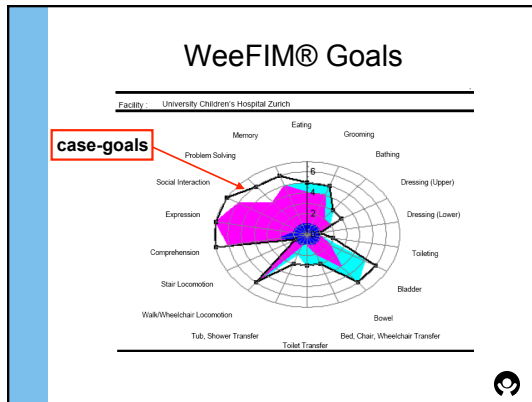 WeeFIM® Goals
Facility : University Children's Hospital Zurich
case-goals
Eating
Grooming
Bathing
Dressing (Upper)
Dressing (Lower)
Toileting
Bladder
Bowel
Bed, Chair, Wheelchair Transfer
Toilet Transfer
Tub, Shower Transfer
Walk/Wheelchair Locomotion
Stair Locomotion
Comprehension
Expression
Social Interaction
Problem Solving
Memory
6
4
2